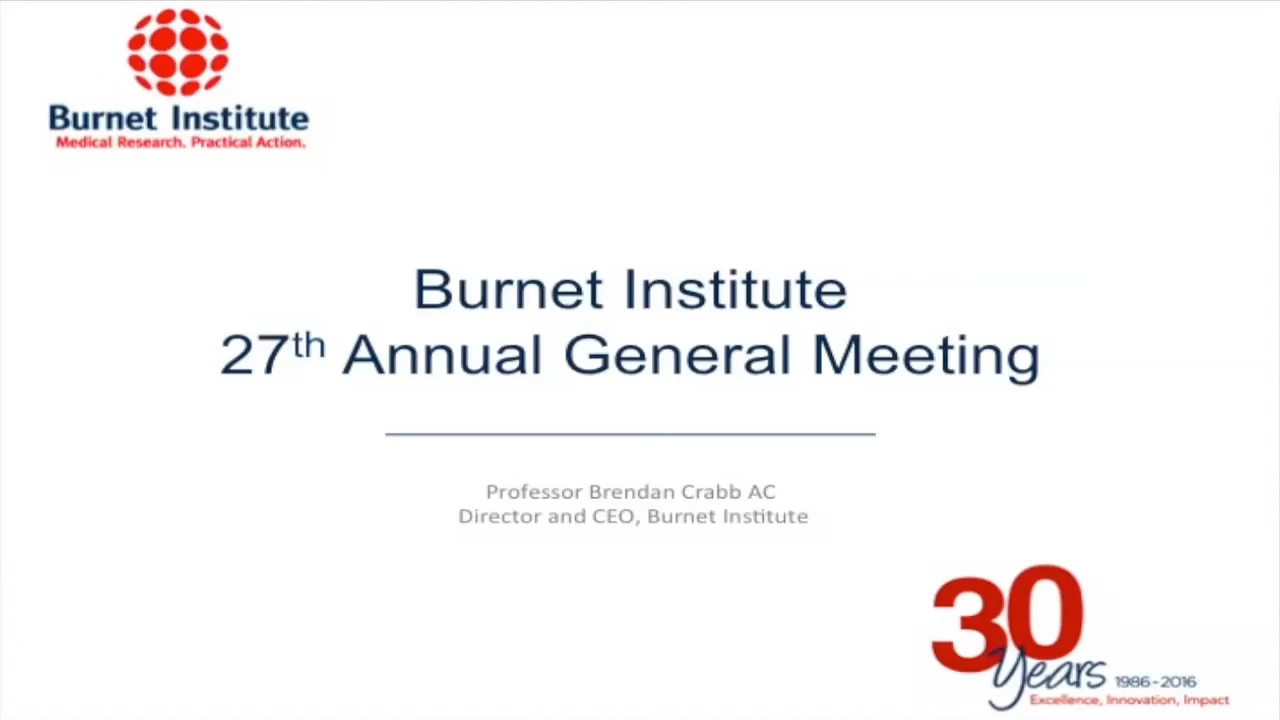 Burnet Institute
Medical Research. Practical Action.
Burnet Institute
27th Annual General Meeting
Professor Brendan Crabb AC
Director and CEO, Burnet Institute
30
Years 1986-2016
Excellence, Innovation, Impact